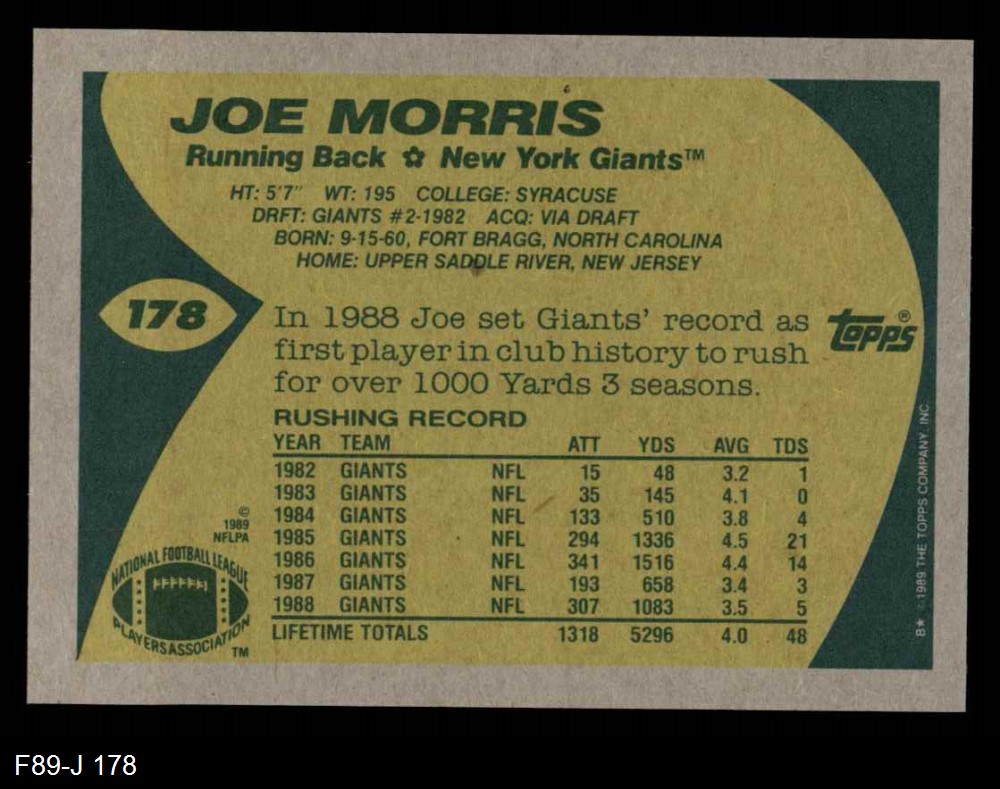 JOE MORRIS
Running Back ✿ New York Giants™
HT: 5'7" WT: 195 COLLEGE: SYRACUSE
DRFT: GIANTS #2-1982 ACQ: VIA DRAFT
BORN: 9-15-60, FORT BRAGG, NORTH CAROLINA
HOME: UPPER SADDLE RIVER, NEW JERSEY
178
In 1988 Joe set Giants' record as
first player in club history to rush
for over 1000 Yards 3 seasons.
topps®
RUSHING RECORD
YEAR TEAM ATT YDS AVG TDS
1982 GIANTS NFL 15 48 3.2 1
1983 GIANTS NFL 35 145 4.1 0
1984 GIANTS NFL 133 510 3.8 4
1985 GIANTS NFL 294 1336 4.5 21
1986 GIANTS NFL 341 1516 4.4 14
1987 GIANTS NFL 193 658 3.4 3
1988 GIANTS NFL 307 1083 3.5 5
LIFETIME TOTALS 1318 5296 4.0 48
©
1989
NFLPA
NATIONAL FOOTBALL LEAGUE
PLAYERS ASSOCIATION
TM
B* © 1989 THE TOPPS COMPANY, INC.
F89-J 178